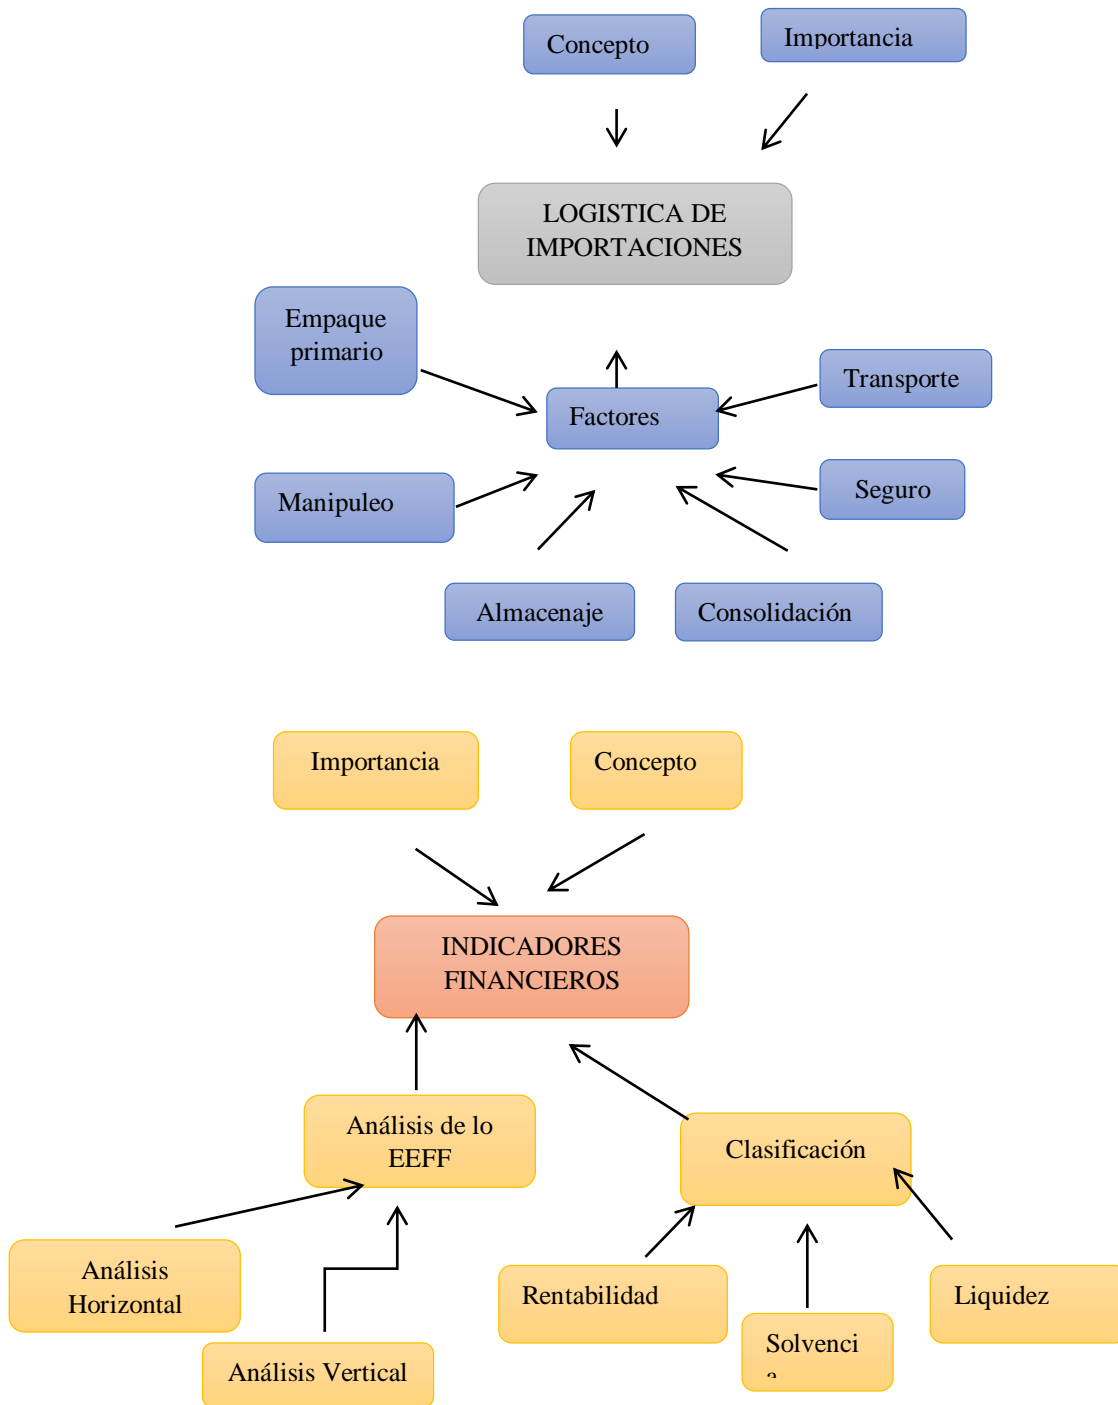 Concepto
Importancia
LOGISTICA DE
IMPORTACIONES
Empaque
primario
Transporte
Factores
Seguro
Manipuleo
Almacenaje
Consolidación
Importancia
Concepto
INDICADORES
FINANCIEROS
Análisis de lo
EEFF
Clasificación
Análisis
Horizontal
Rentabilidad
Liquidez
Solvenci
a
Análisis Vertical